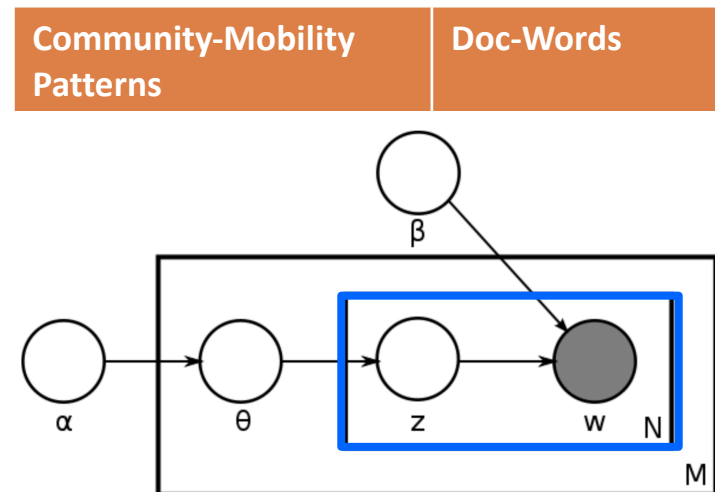 Community-Mobility
Patterns
Doc-Words
β
α
θ
z
w
N
M